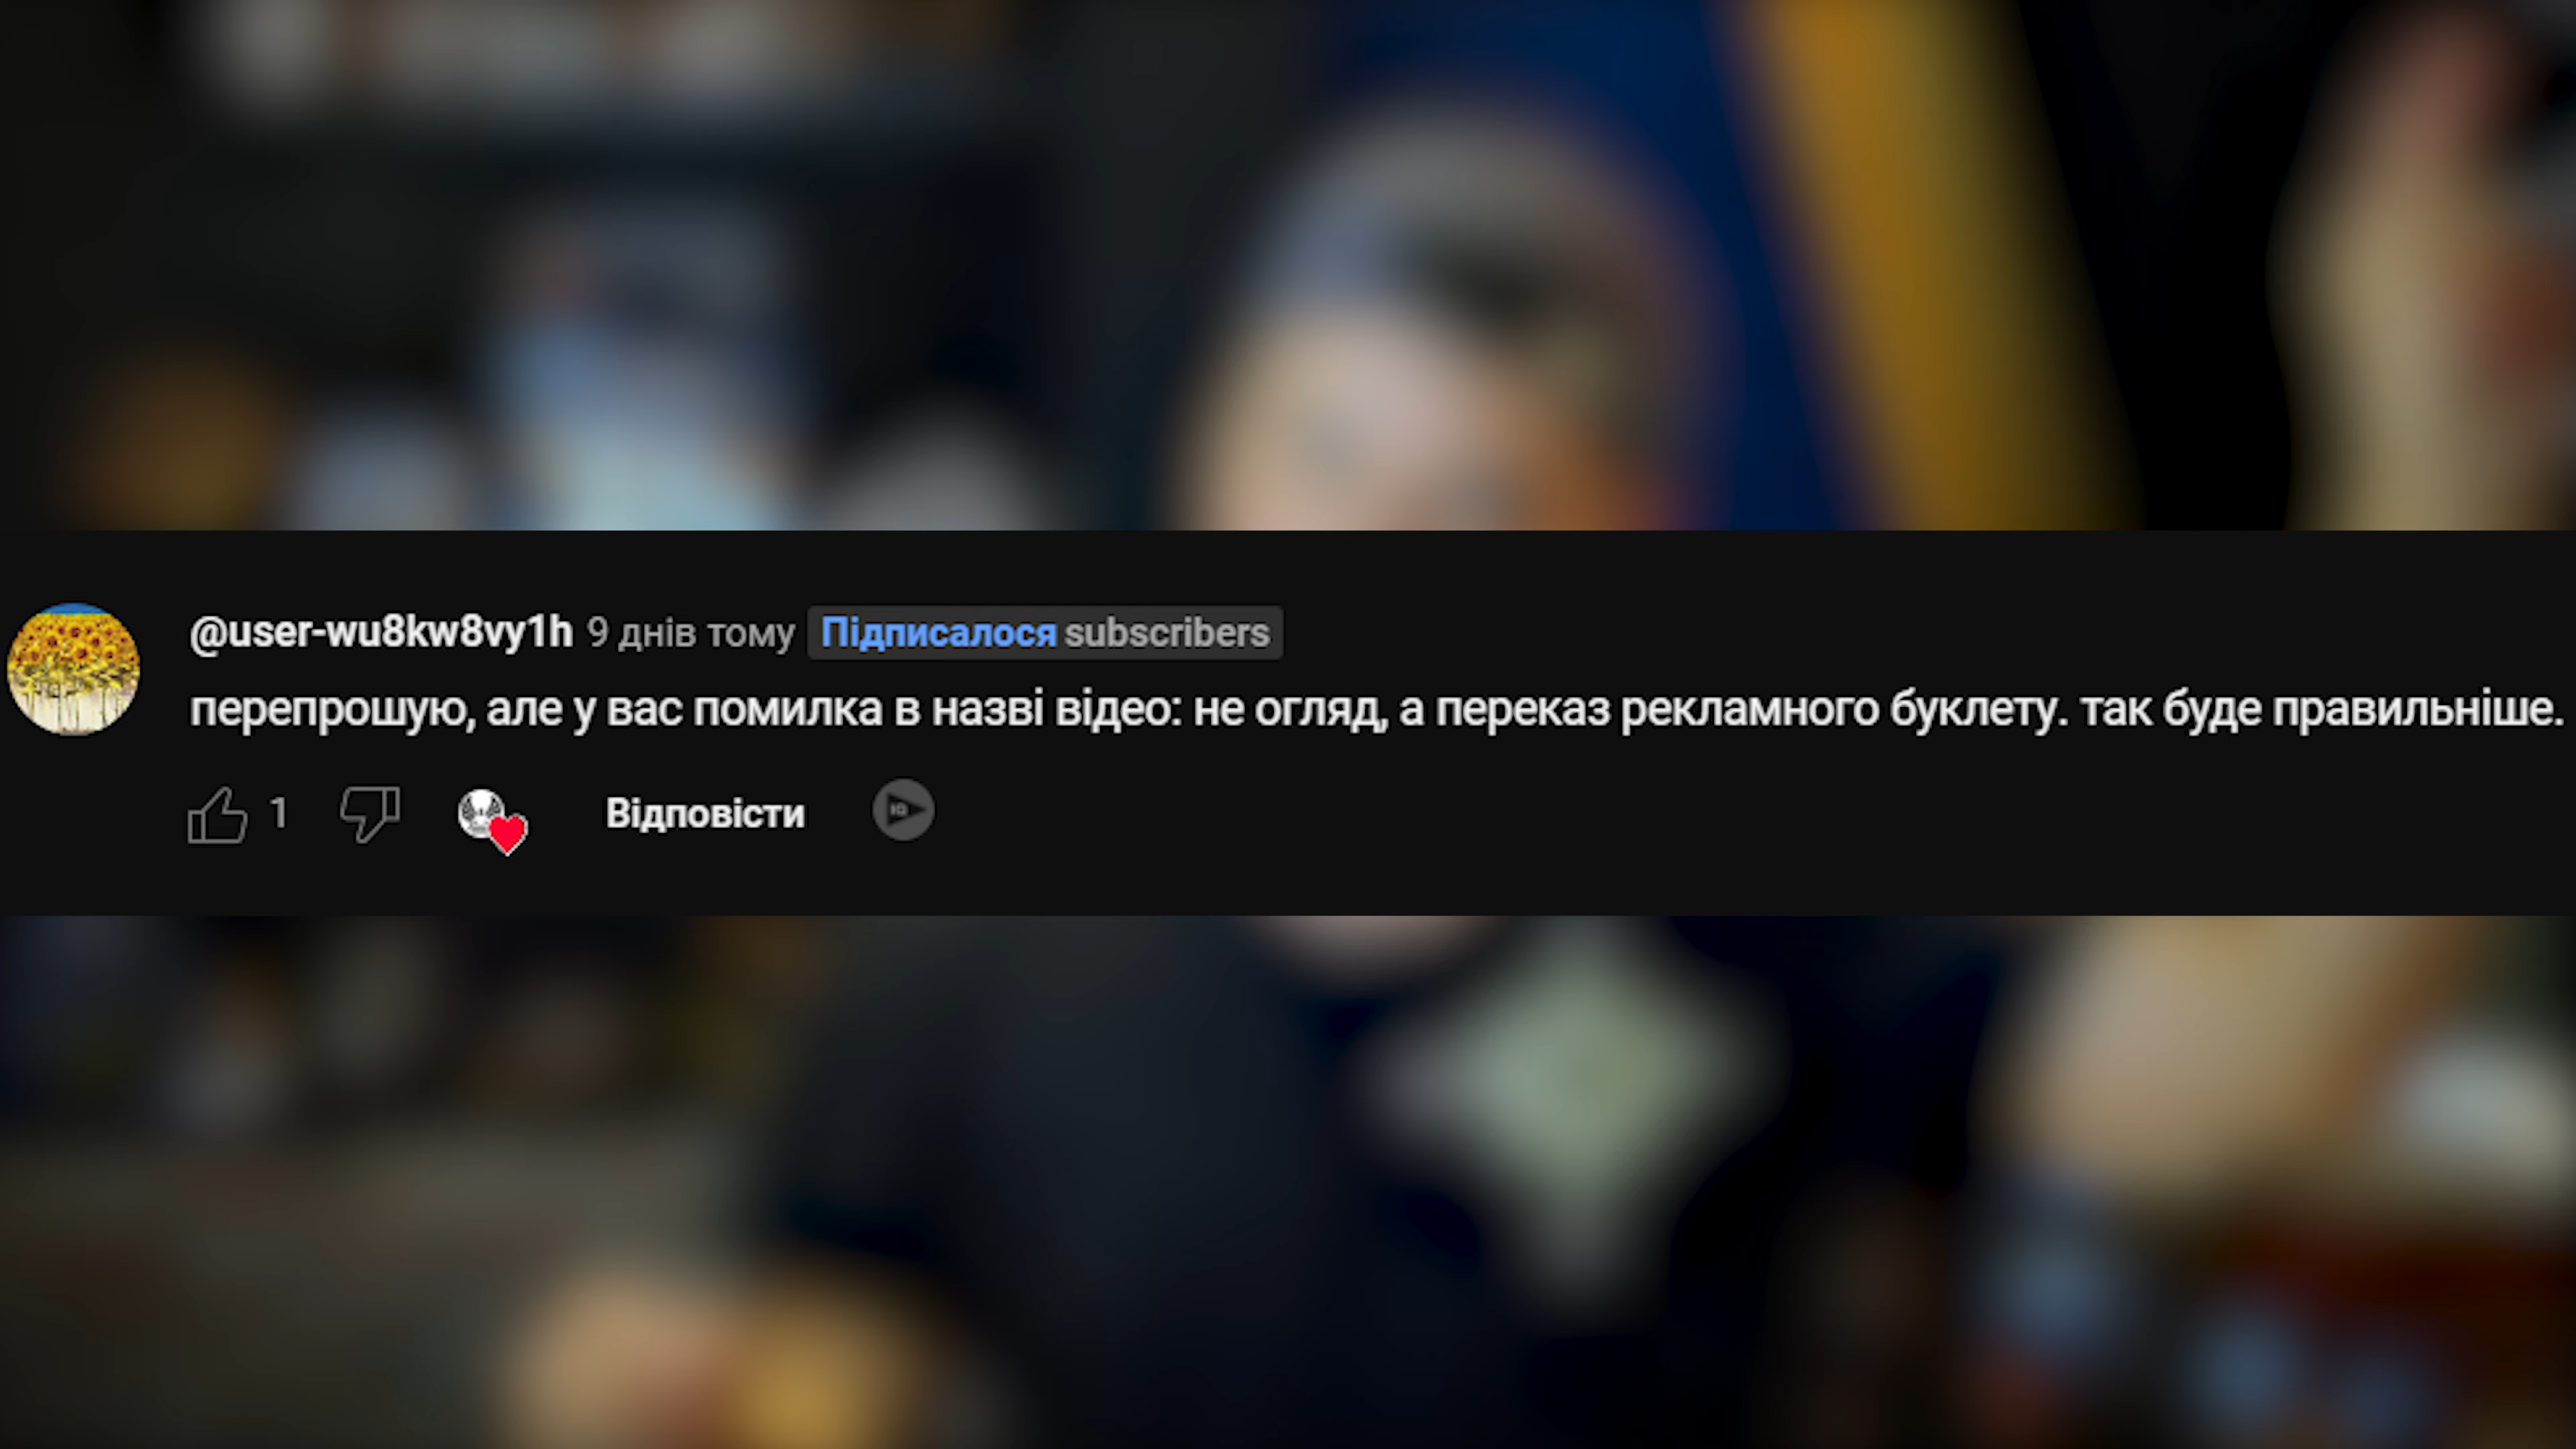 @user-wu8kw8vy1h 9 днів тому Підписалося subscribers
перепрошую, але у вас помилка в назві відео: не огляд, а переказ рекламного буклету. так буде правильніше.
1 Відповісти IQ